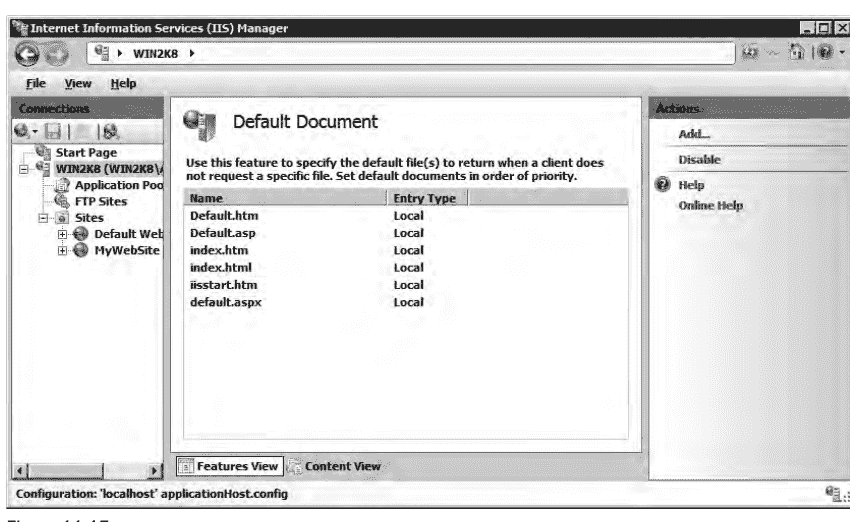 Internet Information Services (IIS) Manager
WIN2K8
File View Help
Connections
Start Page
WIN2K8 (WIN2K8\
Application Poo
FTP Sites
Sites
Default Web
MyWebSite
Default Document
Use this feature to specify the default file(s) to return when a client does
not request a specific file. Set default documents in order of priority.
Name Entry Type
Default.htm Local
Default.asp Local
index.htm Local
index.html Local
iisstart.htm Local
default.aspx Local
Features View Content View
Actions
Add...
Disable
Help
Online Help
Configuration: 'localhost' applicationHost.config